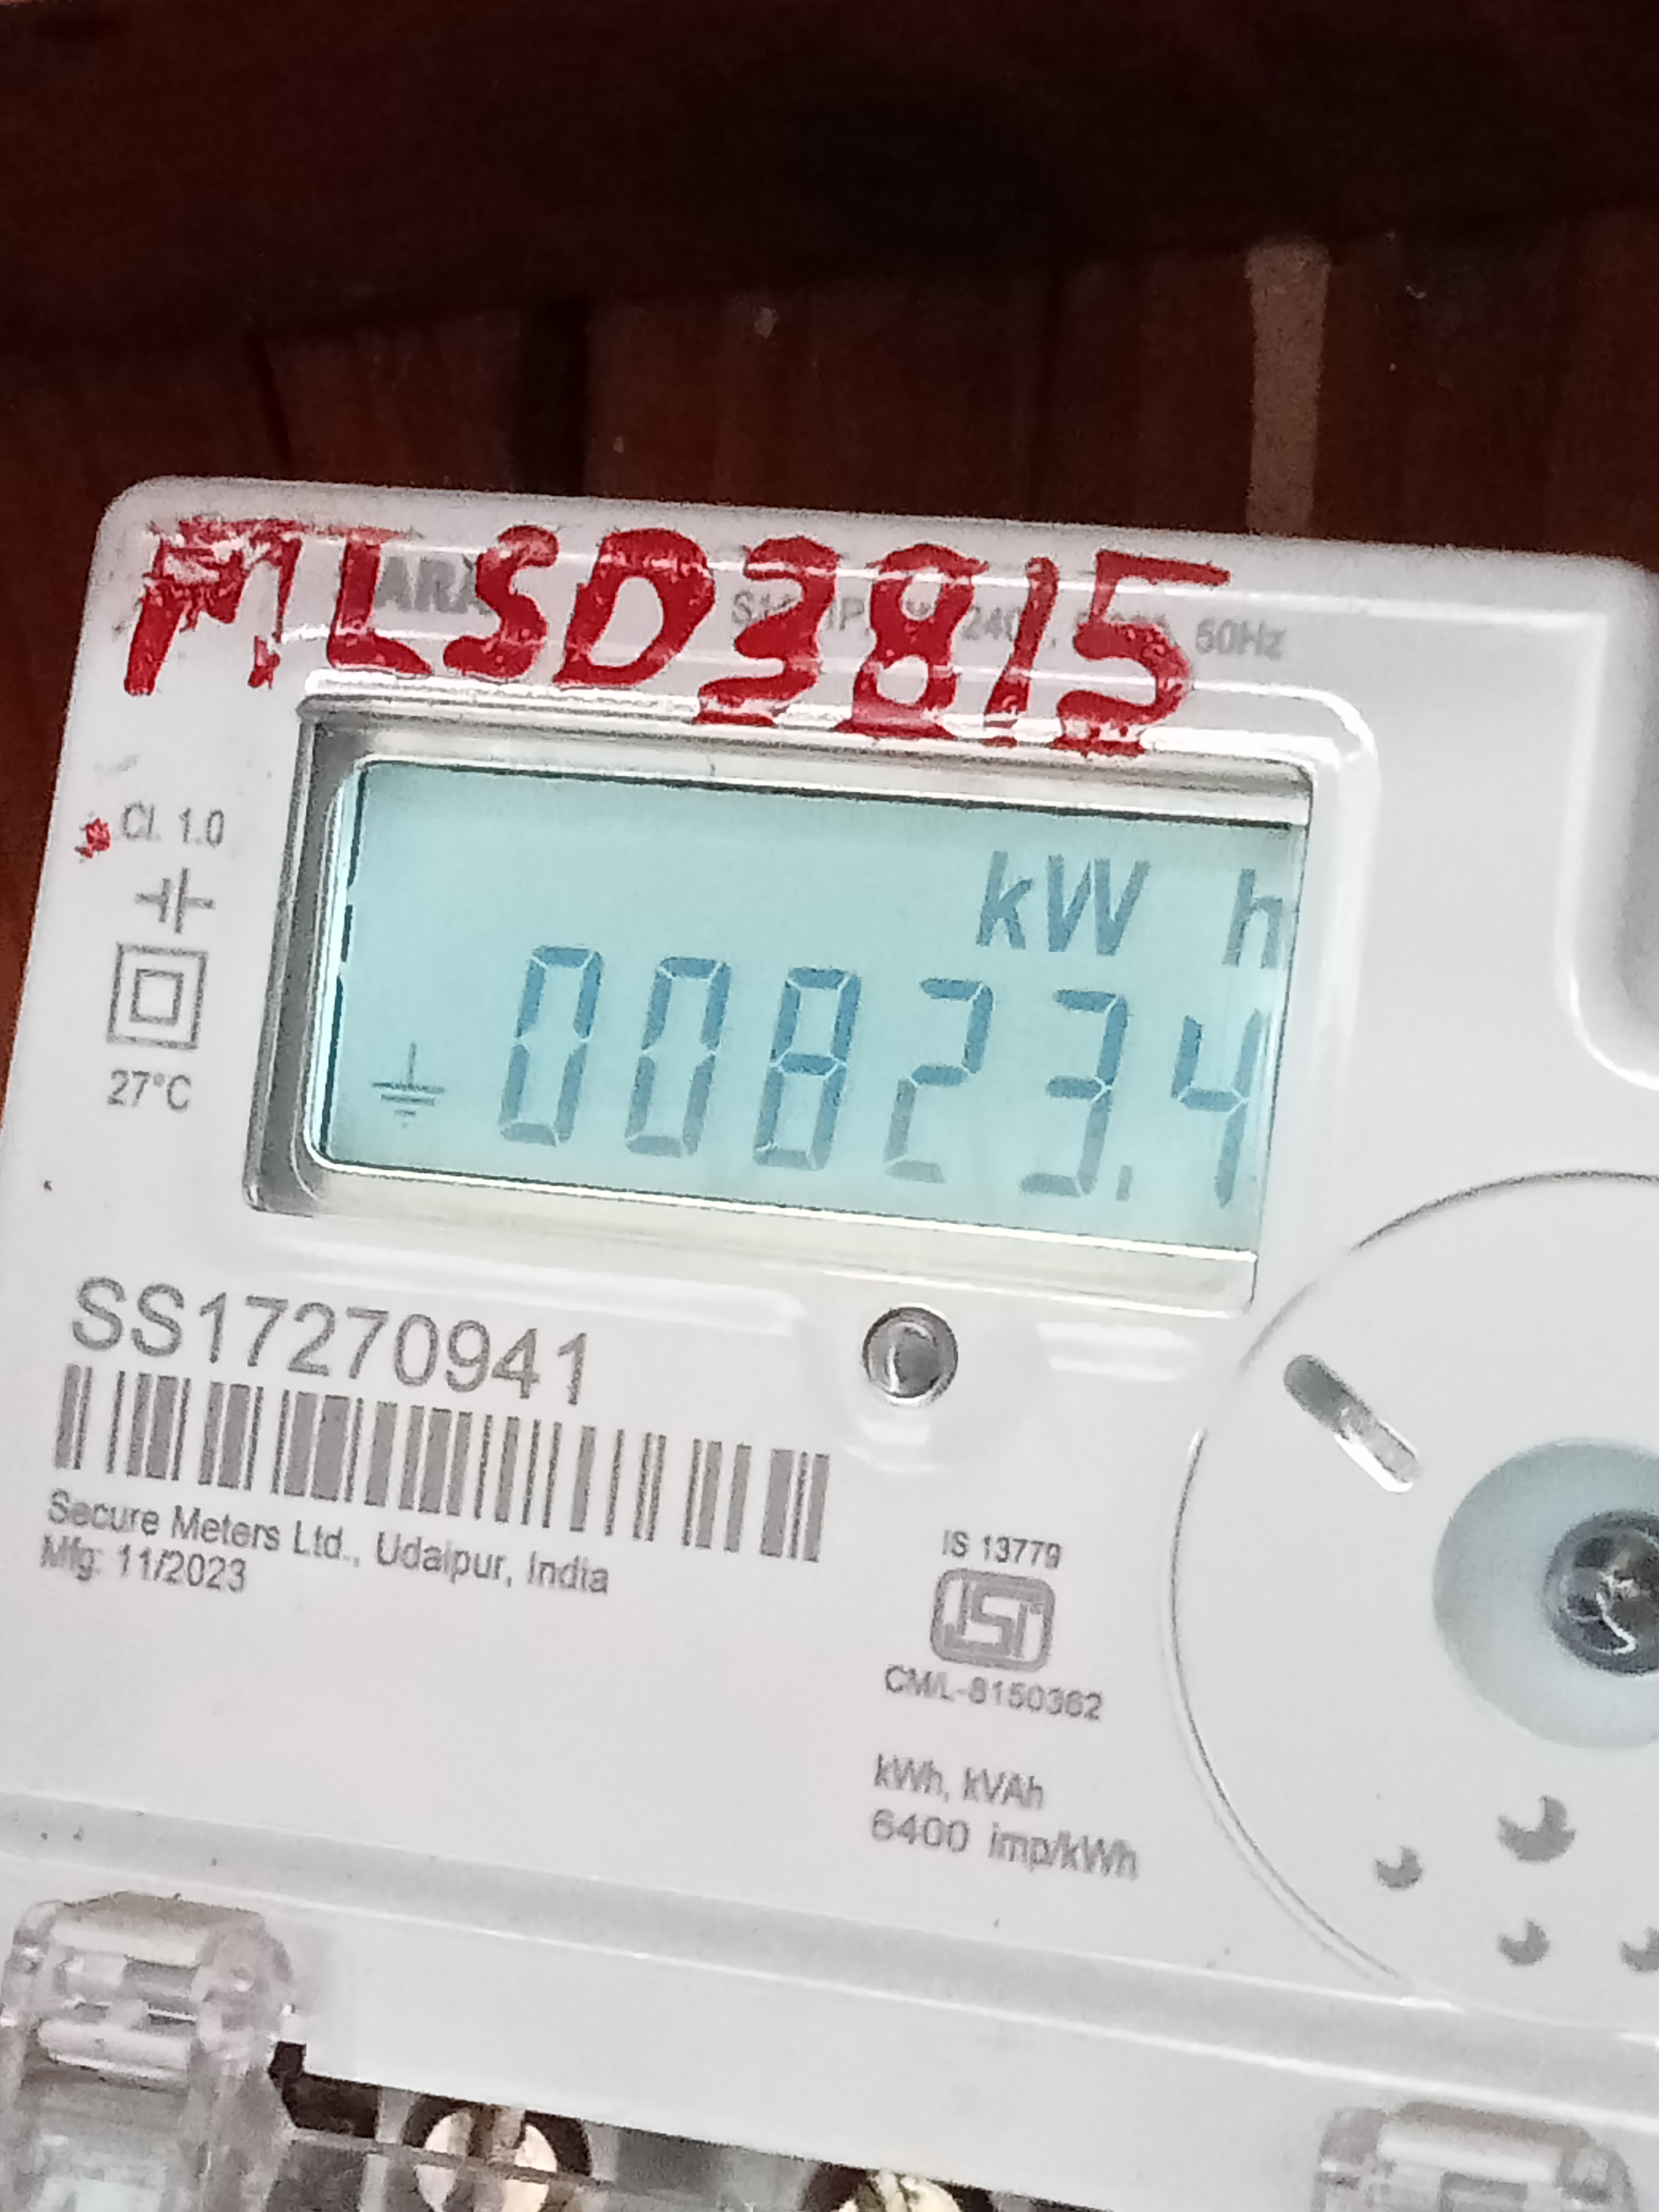 MLSD3815
50Hz
Cl. 1.0
27°C
kW h
00823.4
SS17270941
Secure Meters Ltd., Udaipur, India
Mfg: 11/2023
IS 13779
ISI
CM/L-8150362
kWh, kVAh
6400 imp/kWh